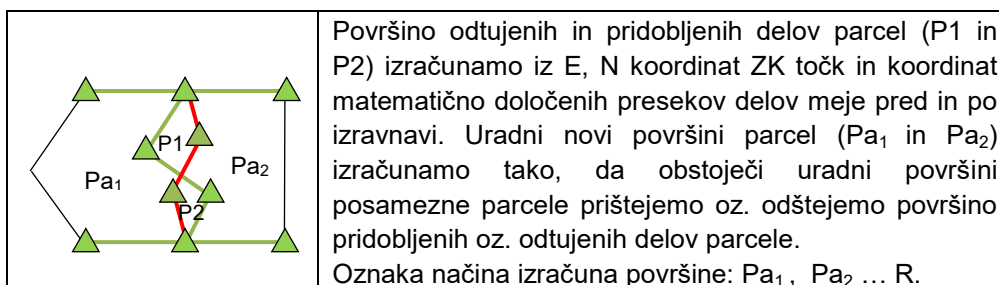 P1
Pa₁
Pa₂
P2
Površino odtujenih in pridobljenih delov parcel (P1 in
P2) izračunamo iz E, N koordinat ZK točk in koordinat
matematično določenih presekov delov meje pred in po
izravnavi. Uradni novi površini parcel (Pa₁ in Pa₂)
izračunamo tako, da obstoječi uradni površini
posamezne parcele prištejemo oz. odštejemo površino
pridobljenih oz. odtujenih delov parcele.
Oznaka načina izračuna površine: Pa₁ , Pa₂ … R.